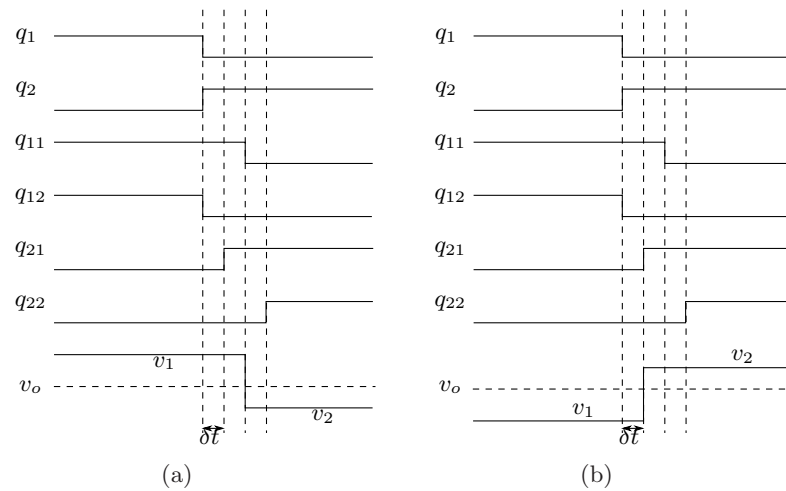 q1 q1
q2 q2
q11 q11
q12 q12
q21 q21
q22 q22
v1 v2
vo vo
v2 v1
δt δt
(a) (b)